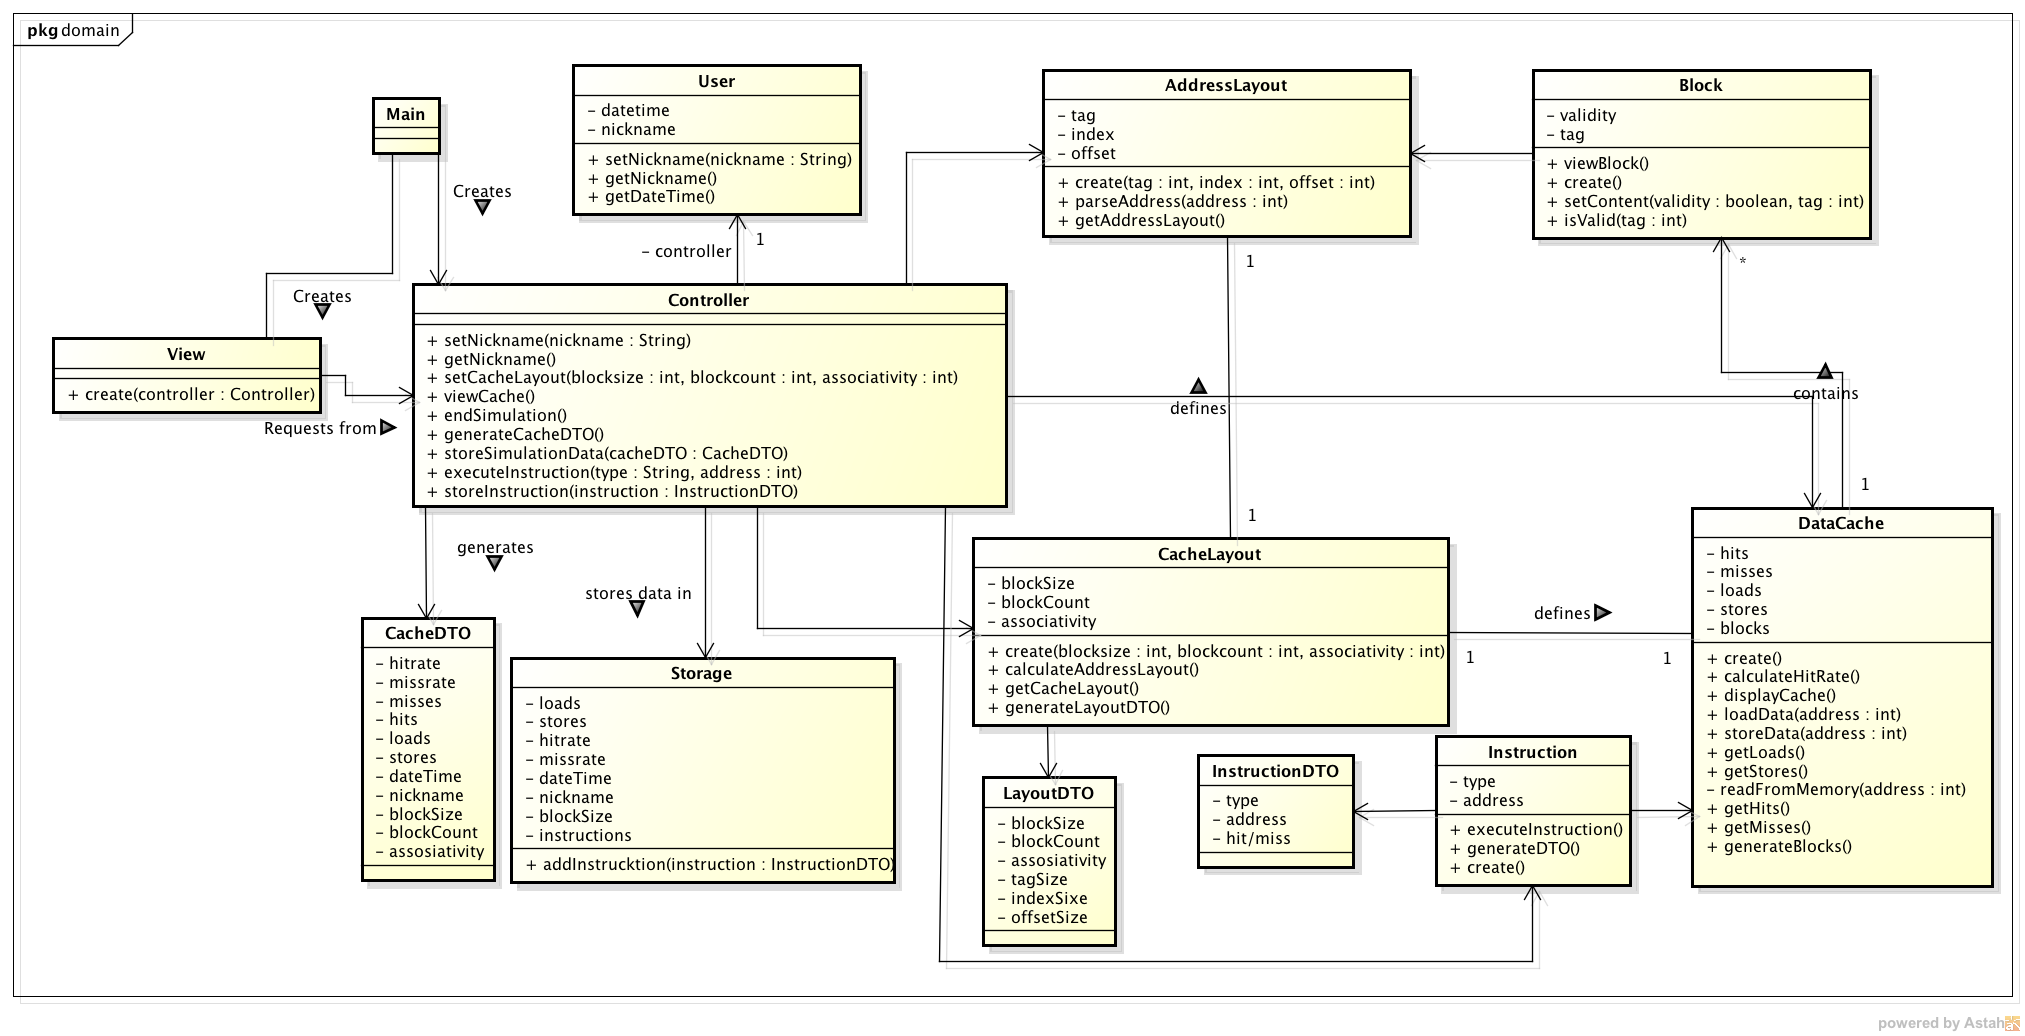 pkg domain
Main
Creates
Creates
User
– datetime
– nickname
+ setNickname(nickname : String)
+ getNickname()
+ getDateTime()
– controller
1
AddressLayout
– tag
– index
– offset
+ create(tag : int, index : int, offset : int)
+ parseAddress(address : int)
+ getAddressLayout()
1
Block
– validity
– tag
+ viewBlock()
+ create()
+ setContent(validity : boolean, tag : int)
+ isValid(tag : int)
*
View
+ create(controller : Controller)
Requests from
Controller
+ setNickname(nickname : String)
+ getNickname()
+ setCacheLayout(blocksize : int, blockcount : int, associativity : int)
+ viewCache()
+ endSimulation()
+ generateCacheDTO()
+ storeSimulationData(cacheDTO : CacheDTO)
+ executeInstruction(type : String, address : int)
+ storeInstruction(instruction : InstructionDTO)
defines
contains
1
1
generates
stores data in
CacheDTO
– hitrate
– missrate
– misses
– hits
– loads
– stores
– dateTime
– nickname
– blockSize
– blockCount
– assosiativity
Storage
– loads
– stores
– hitrate
– missrate
– dateTime
– nickname
– blockSize
– instructions
+ addInstrucktion(instruction : InstructionDTO)
CacheLayout
– blockSize
– blockCount
– associativity
+ create(blocksize : int, blockcount : int, associativity : int)
+ calculateAddressLayout()
+ getCacheLayout()
+ generateLayoutDTO()
defines
1
1
DataCache
– hits
– misses
– loads
– stores
– blocks
+ create()
+ calculateHitRate()
+ displayCache()
+ loadData(address : int)
+ storeData(address : int)
+ getLoads()
+ getStores()
– readFromMemory(address : int)
+ getHits()
+ getMisses()
+ generateBlocks()
LayoutDTO
– blockSize
– blockCount
– assosiativity
– tagSize
– indexSixe
– offsetSize
InstructionDTO
– type
– address
– hit/miss
Instruction
– type
– address
+ executeInstruction()
+ generateDTO()
+ create()
powered by Astah